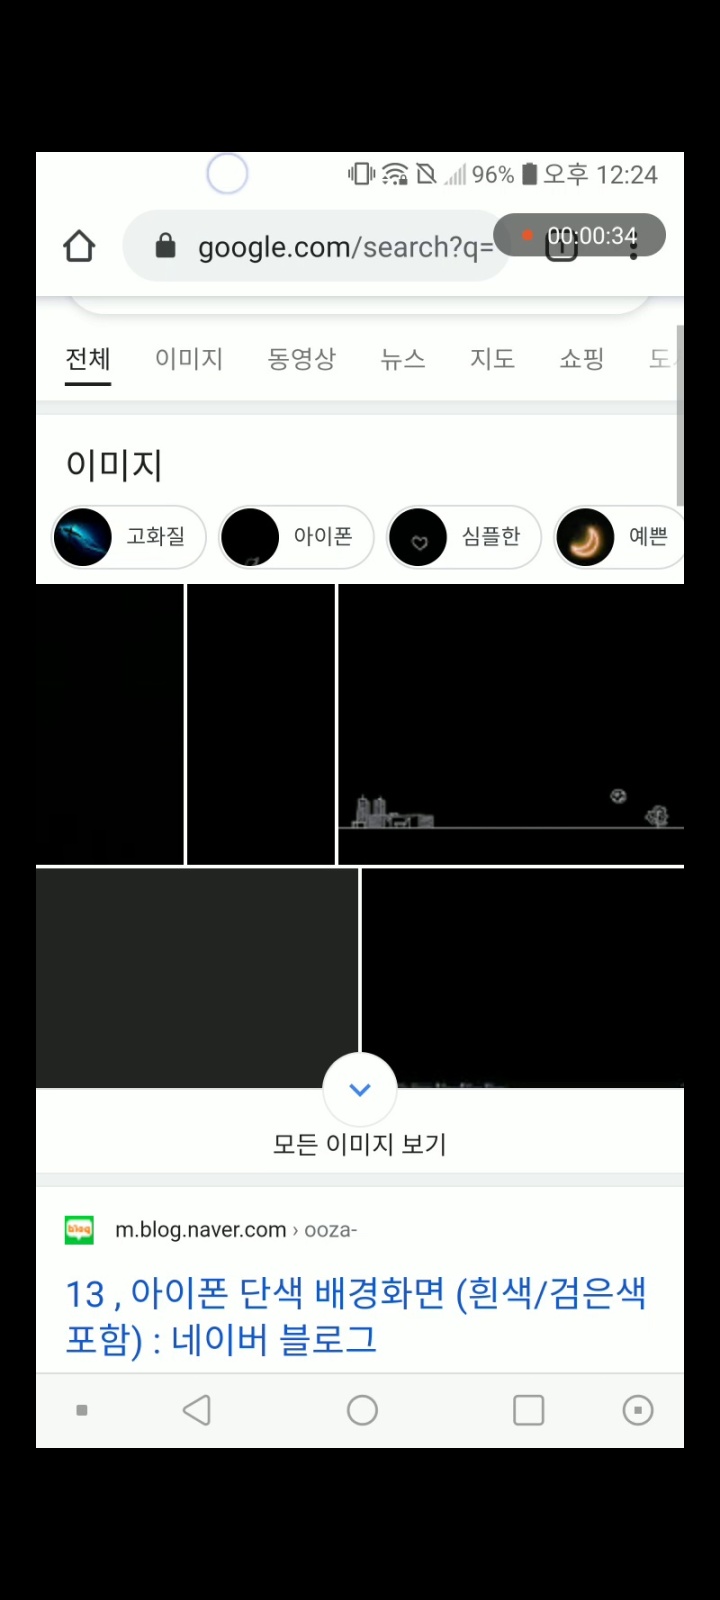 96% 오후 12:24
google.com/search?q=
00:00:34
전체 이미지 동영상 뉴스 지도 쇼핑
이미지
고화질 아이폰 심플한 예쁜
모든 이미지 보기
blog m.blog.naver.com › ooza-
13 , 아이폰 단색 배경화면 (흰색/검은색
포함) : 네이버 블로그